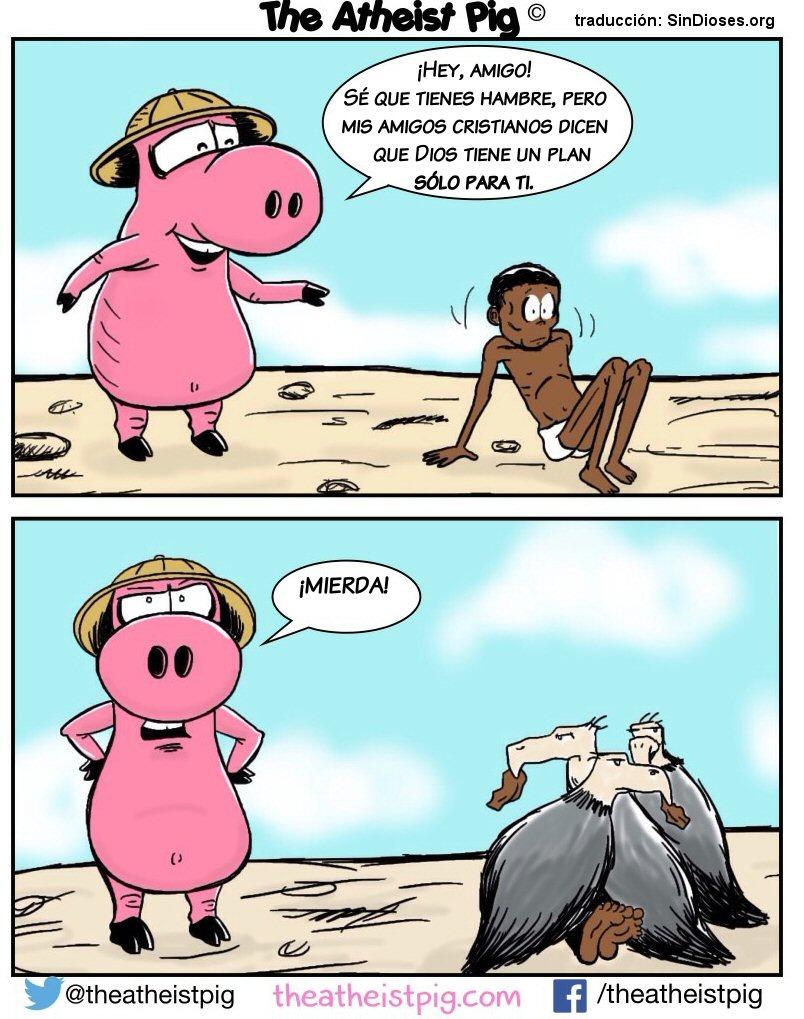 The Atheist Pig ©
traducción: SinDioses.org
¡HEY, AMIGO!
SÉ QUE TIENES HAMBRE, PERO
MIS AMIGOS CRISTIANOS DICEN
QUE DIOS TIENE UN PLAN
SÓLO PARA TI.
¡MIERDA!
@theatheistpig theatheistpig.com /theatheistpig